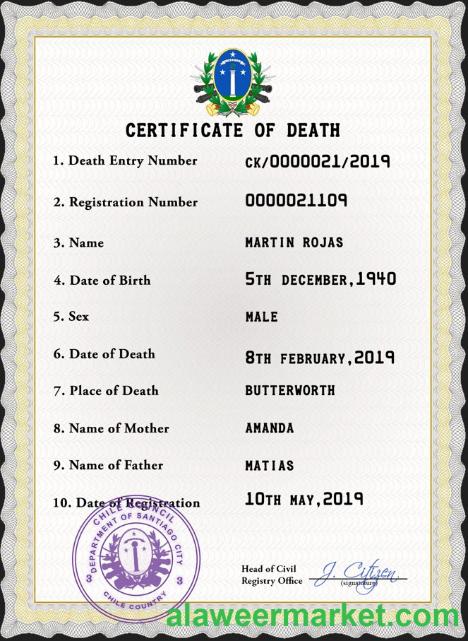 CERTIFICATE OF DEATH
1. Death Entry Number CK/0000021/2019
2. Registration Number 0000021109
3. Name MARTIN ROJAS
4. Date of Birth 5TH DECEMBER,1940
5. Sex MALE
6. Date of Death 8TH FEBRUARY,2019
7. Place of Death BUTTERWORTH
8. Name of Mother AMANDA
9. Name of Father MATIAS
10. Date of Registration 10TH MAY,2019
CHILE COUNCIL
DEPARTMENT OF SANTIAGO CITY
3 3
CHILE COUNTRY
Head of Civil
Registry Office J. Citizen
(signature)
alaweermarket.com